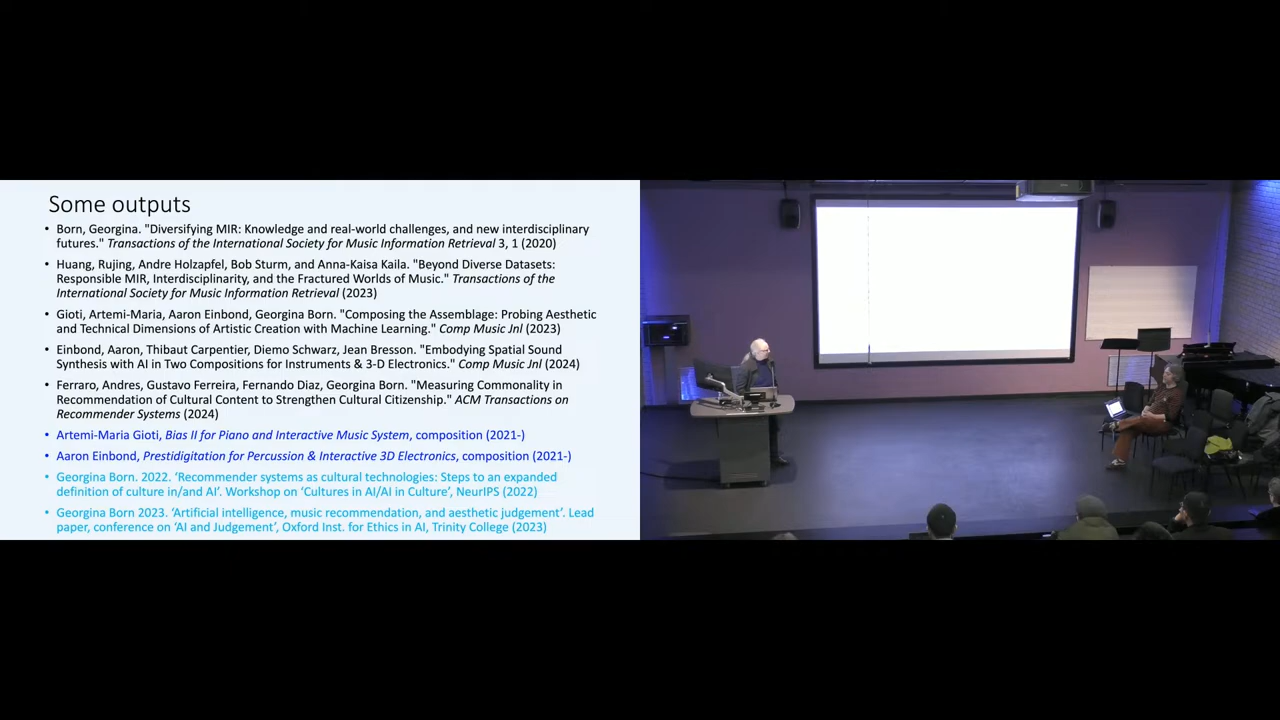 Some outputs
• Born, Georgina. "Diversifying MIR: Knowledge and real-world challenges, and new interdisciplinary
futures." Transactions of the International Society for Music Information Retrieval 3, 1 (2020)
• Huang, Rujing, Andre Holzapfel, Bob Sturm, and Anna-Kaisa Kaila. "Beyond Diverse Datasets:
Responsible MIR, Interdisciplinarity, and the Fractured Worlds of Music." Transactions of the
International Society for Music Information Retrieval (2023)
• Gioti, Artemi-Maria, Aaron Einbond, Georgina Born. "Composing the Assemblage: Probing Aesthetic
and Technical Dimensions of Artistic Creation with Machine Learning." Comp Music Jnl (2023)
• Einbond, Aaron, Thibaut Carpentier, Diemo Schwarz, Jean Bresson. "Embodying Spatial Sound
Synthesis with AI in Two Compositions for Instruments & 3-D Electronics." Comp Music Jnl (2024)
• Ferraro, Andres, Gustavo Ferreira, Fernando Diaz, Georgina Born. "Measuring Commonality in
Recommendation of Cultural Content to Strengthen Cultural Citizenship." ACM Transactions on
Recommender Systems (2024)
• Artemi-Maria Gioti, Bias II for Piano and Interactive Music System, composition (2021-)
• Aaron Einbond, Prestidigitation for Percussion & Interactive 3D Electronics, composition (2021-)
• Georgina Born. 2022. ‘Recommender systems as cultural technologies: Steps to an expanded
definition of culture in/and AI’. Workshop on ‘Cultures in AI/AI in Culture’, NeurIPS (2022)
• Georgina Born 2023. ‘Artificial intelligence, music recommendation, and aesthetic judgement’. Lead
paper, conference on ‘AI and Judgement’, Oxford Inst. for Ethics in AI, Trinity College (2023)